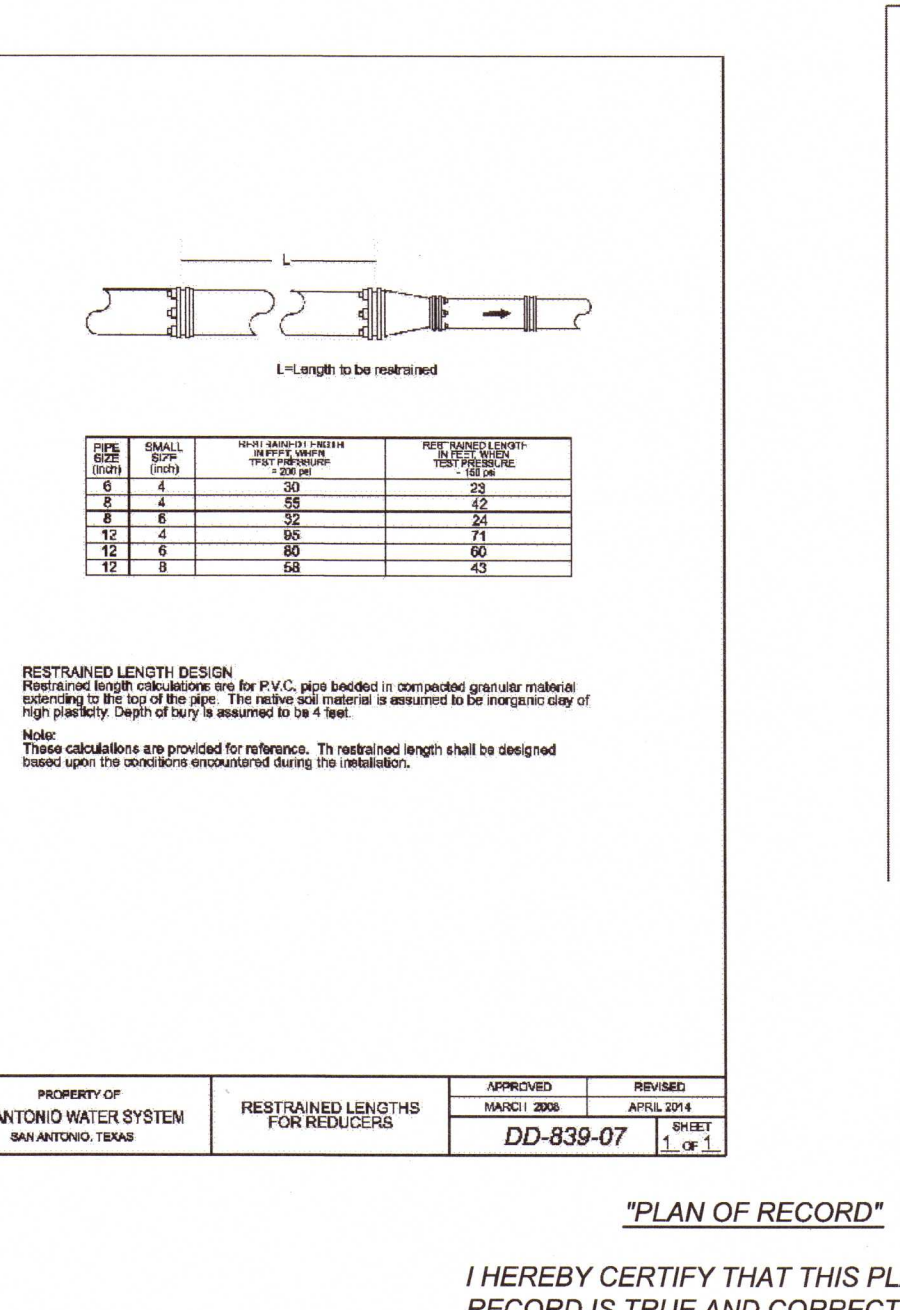 L
L=Length to be restrained
PIPE SIZE (inch) SMALL SIZE (inch) RESTRAINED LENGTH IN FEET, WHEN TEST PRESSURE = 200 psi RESTRAINED LENGTH IN FEET, WHEN TEST PRESSURE = 150 psi
6 4 30 23
8 4 55 42
8 6 32 24
12 4 95 71
12 6 80 60
12 8 58 43
RESTRAINED LENGTH DESIGN
Restrained length calculations are for P.V.C. pipe bedded in compacted granular material
extending to the top of the pipe. The native soil material is assumed to be inorganic clay of
high plasticity. Depth of bury is assumed to be 4 feet.
Note:
These calculations are provided for reference. Th restrained length shall be designed
based upon the conditions encountered during the installation.
PROPERTY OF
ANTONIO WATER SYSTEM
SAN ANTONIO, TEXAS
RESTRAINED LENGTHS
FOR REDUCERS
APPROVED REVISED
MARCH 2008 APRIL 2014
DD-839-07
SHEET
1 OF 1
"PLAN OF RECORD"
I HEREBY CERTIFY THAT THIS PL
RECORD IS TRUE AND CORRECT